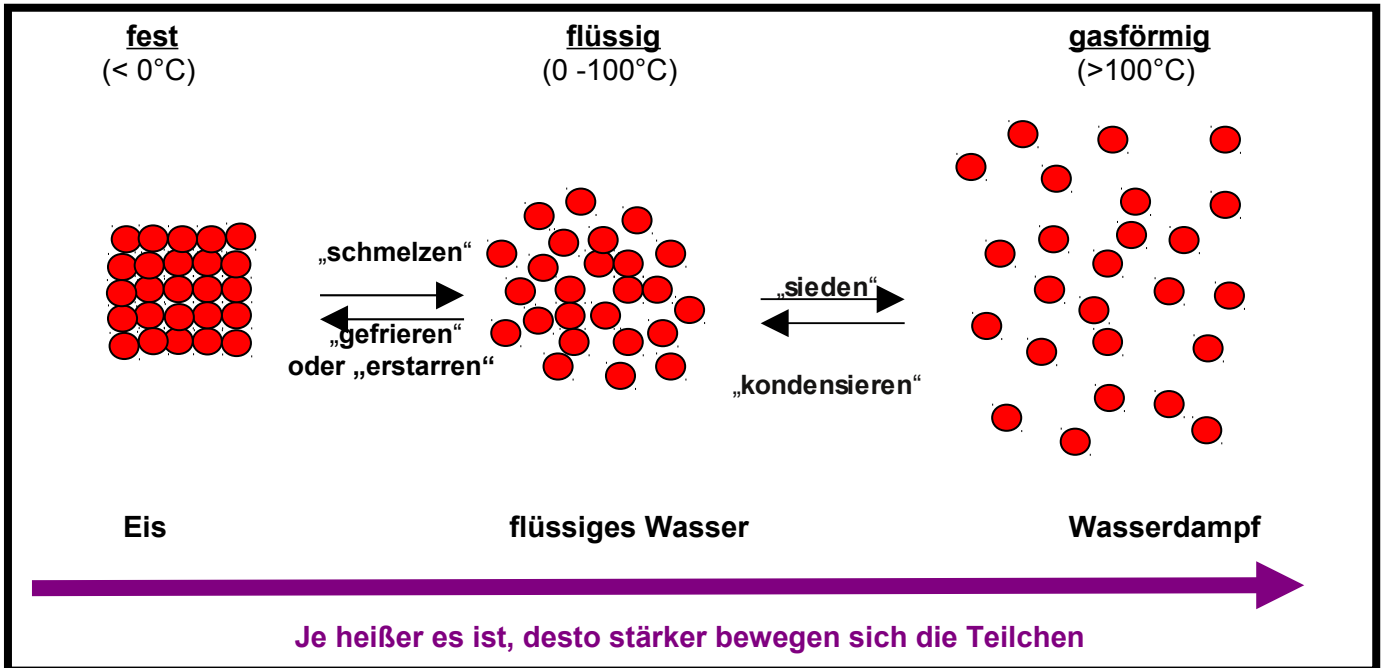 fest
(< 0°C)
flüssig
(0 -100°C)
gasförmig
(>100°C)
„schmelzen“
„gefrieren“
oder „erstarren“
„sieden“
„kondensieren“
Eis
flüssiges Wasser
Wasserdampf
Je heißer es ist, desto stärker bewegen sich die Teilchen